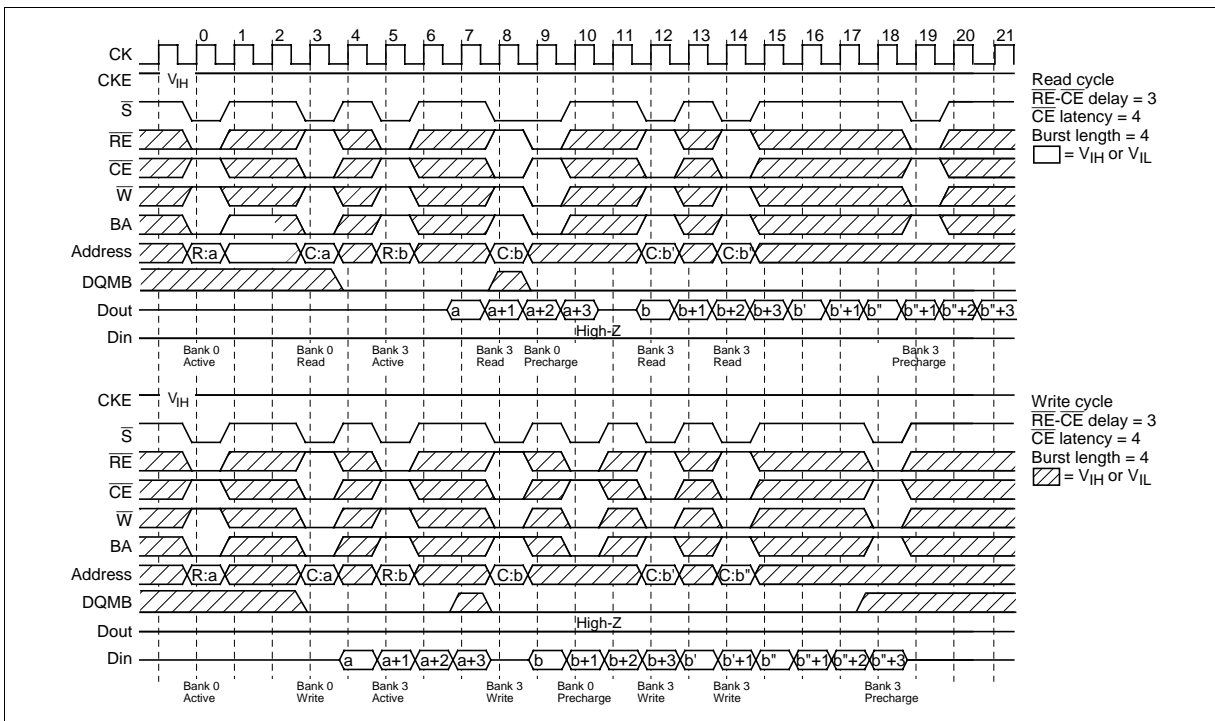 0 1 2 3 4 5 6 7 8 9 10 11 12 13 14 15 16 17 18 19 20 21
CK
CKE VIH
S
RE
CE
W
BA
Address R:a C:a R:b C:b C:b' C:b"
DQMB
Dout a a+1 a+2 a+3 b b+1 b+2 b+3 b' b'+1 b" b"+1 b"+2 b"+3
Din High-Z
Bank 0 Active
Bank 0 Read
Bank 3 Active
Bank 3 Read
Bank 0 Precharge
Bank 3 Read
Bank 3 Read
Bank 3 Precharge
Read cycle
RE-CE delay = 3
CE latency = 4
Burst length = 4
= VIH or VIL
CKE VIH
S
RE
CE
W
BA
Address R:a C:a R:b C:b C:b' C:b"
DQMB
Dout High-Z
Din a a+1 a+2 a+3 b b+1 b+2 b+3 b' b'+1 b" b"+1 b"+2 b"+3
Bank 0 Active
Bank 0 Write
Bank 3 Active
Bank 3 Write
Bank 0 Precharge
Bank 3 Write
Bank 3 Write
Bank 3 Precharge
Write cycle
RE-CE delay = 3
CE latency = 4
Burst length = 4
= VIH or VIL